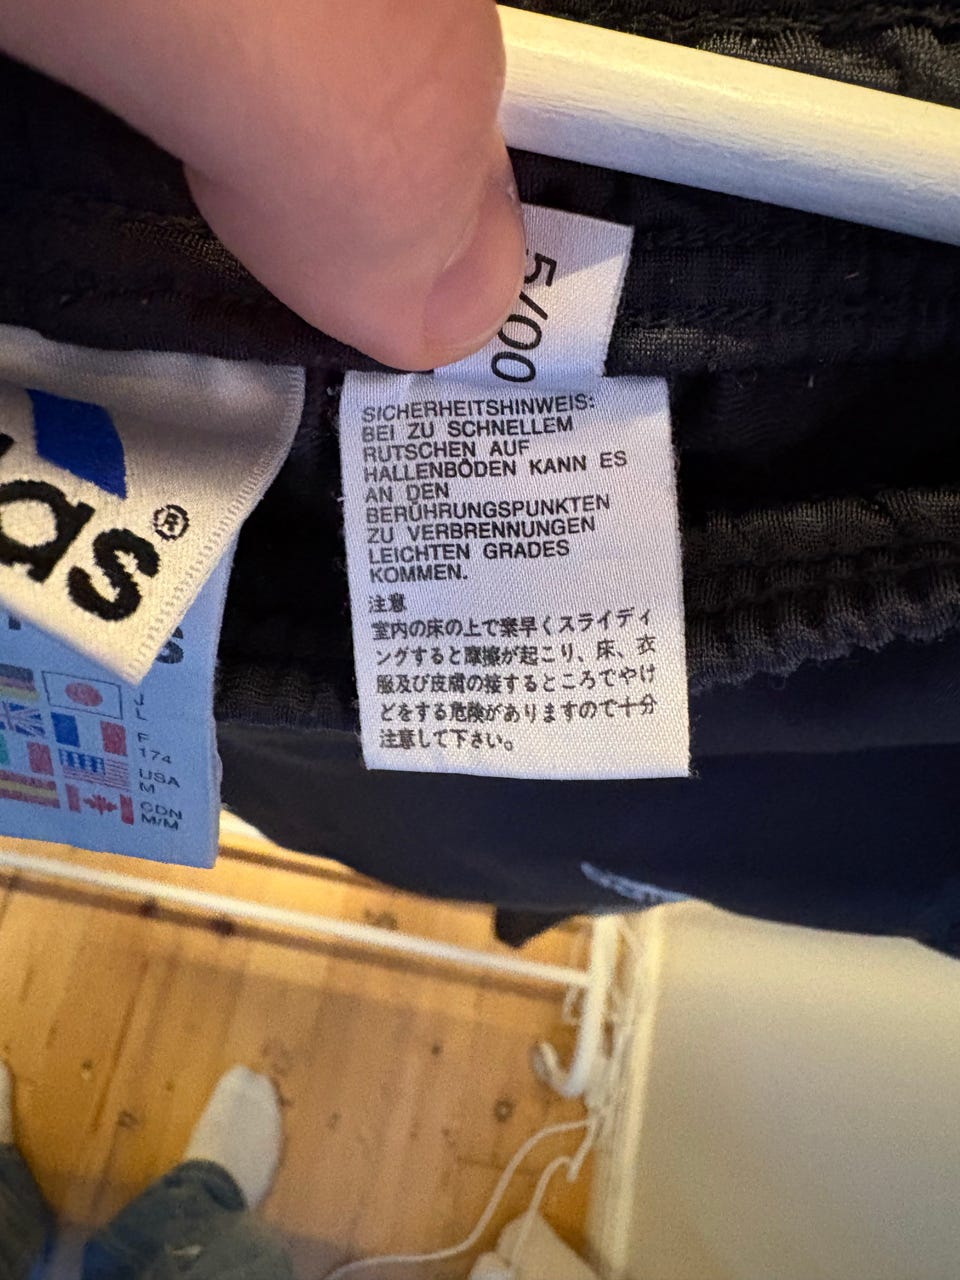 5/00
SICHERHEITSHINWEIS:
BEI ZU SCHNELLEM
RUTSCHEN AUF
HALLENBÖDEN KANN ES
AN DEN
BERÜHRUNGSPUNKTEN
ZU VERBRENNUNGEN
LEICHTEN GRADES
KOMMEN.
注意
室内の床の上で素早くスライディ
ングすると摩擦が起こり、床、衣
服及び皮膚の接するところでやけ
どをする危険がありますので十分
注意して下さい。
das®
S
J
L
F
174
USA
M
CDN
M/M